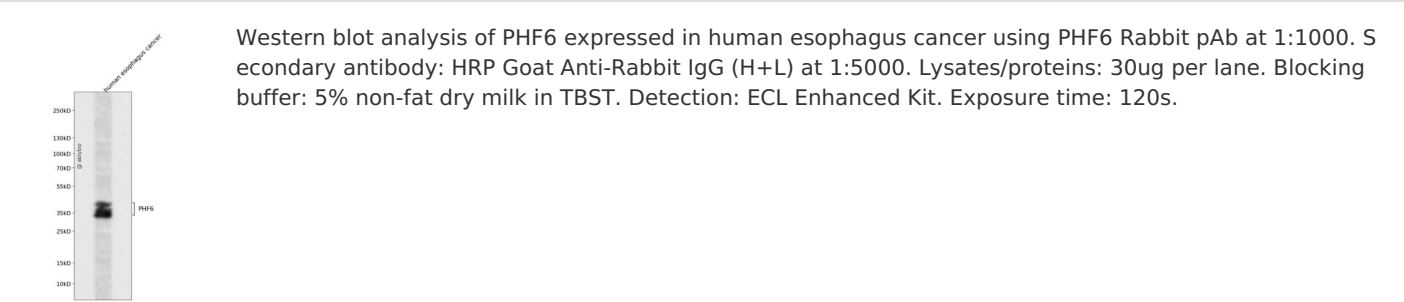 human esophagus cancer
Western blot analysis of PHF6 expressed in human esophagus cancer using PHF6 Rabbit pAb at 1:1000. S
econdary antibody: HRP Goat Anti-Rabbit IgG (H+L) at 1:5000. Lysates/proteins: 30ug per lane. Blocking
buffer: 5% non-fat dry milk in TBST. Detection: ECL Enhanced Kit. Exposure time: 120s.
250kD
130kD
100kD
70kD
55kD
35kD
PHF6
25kD
15kD
10kD